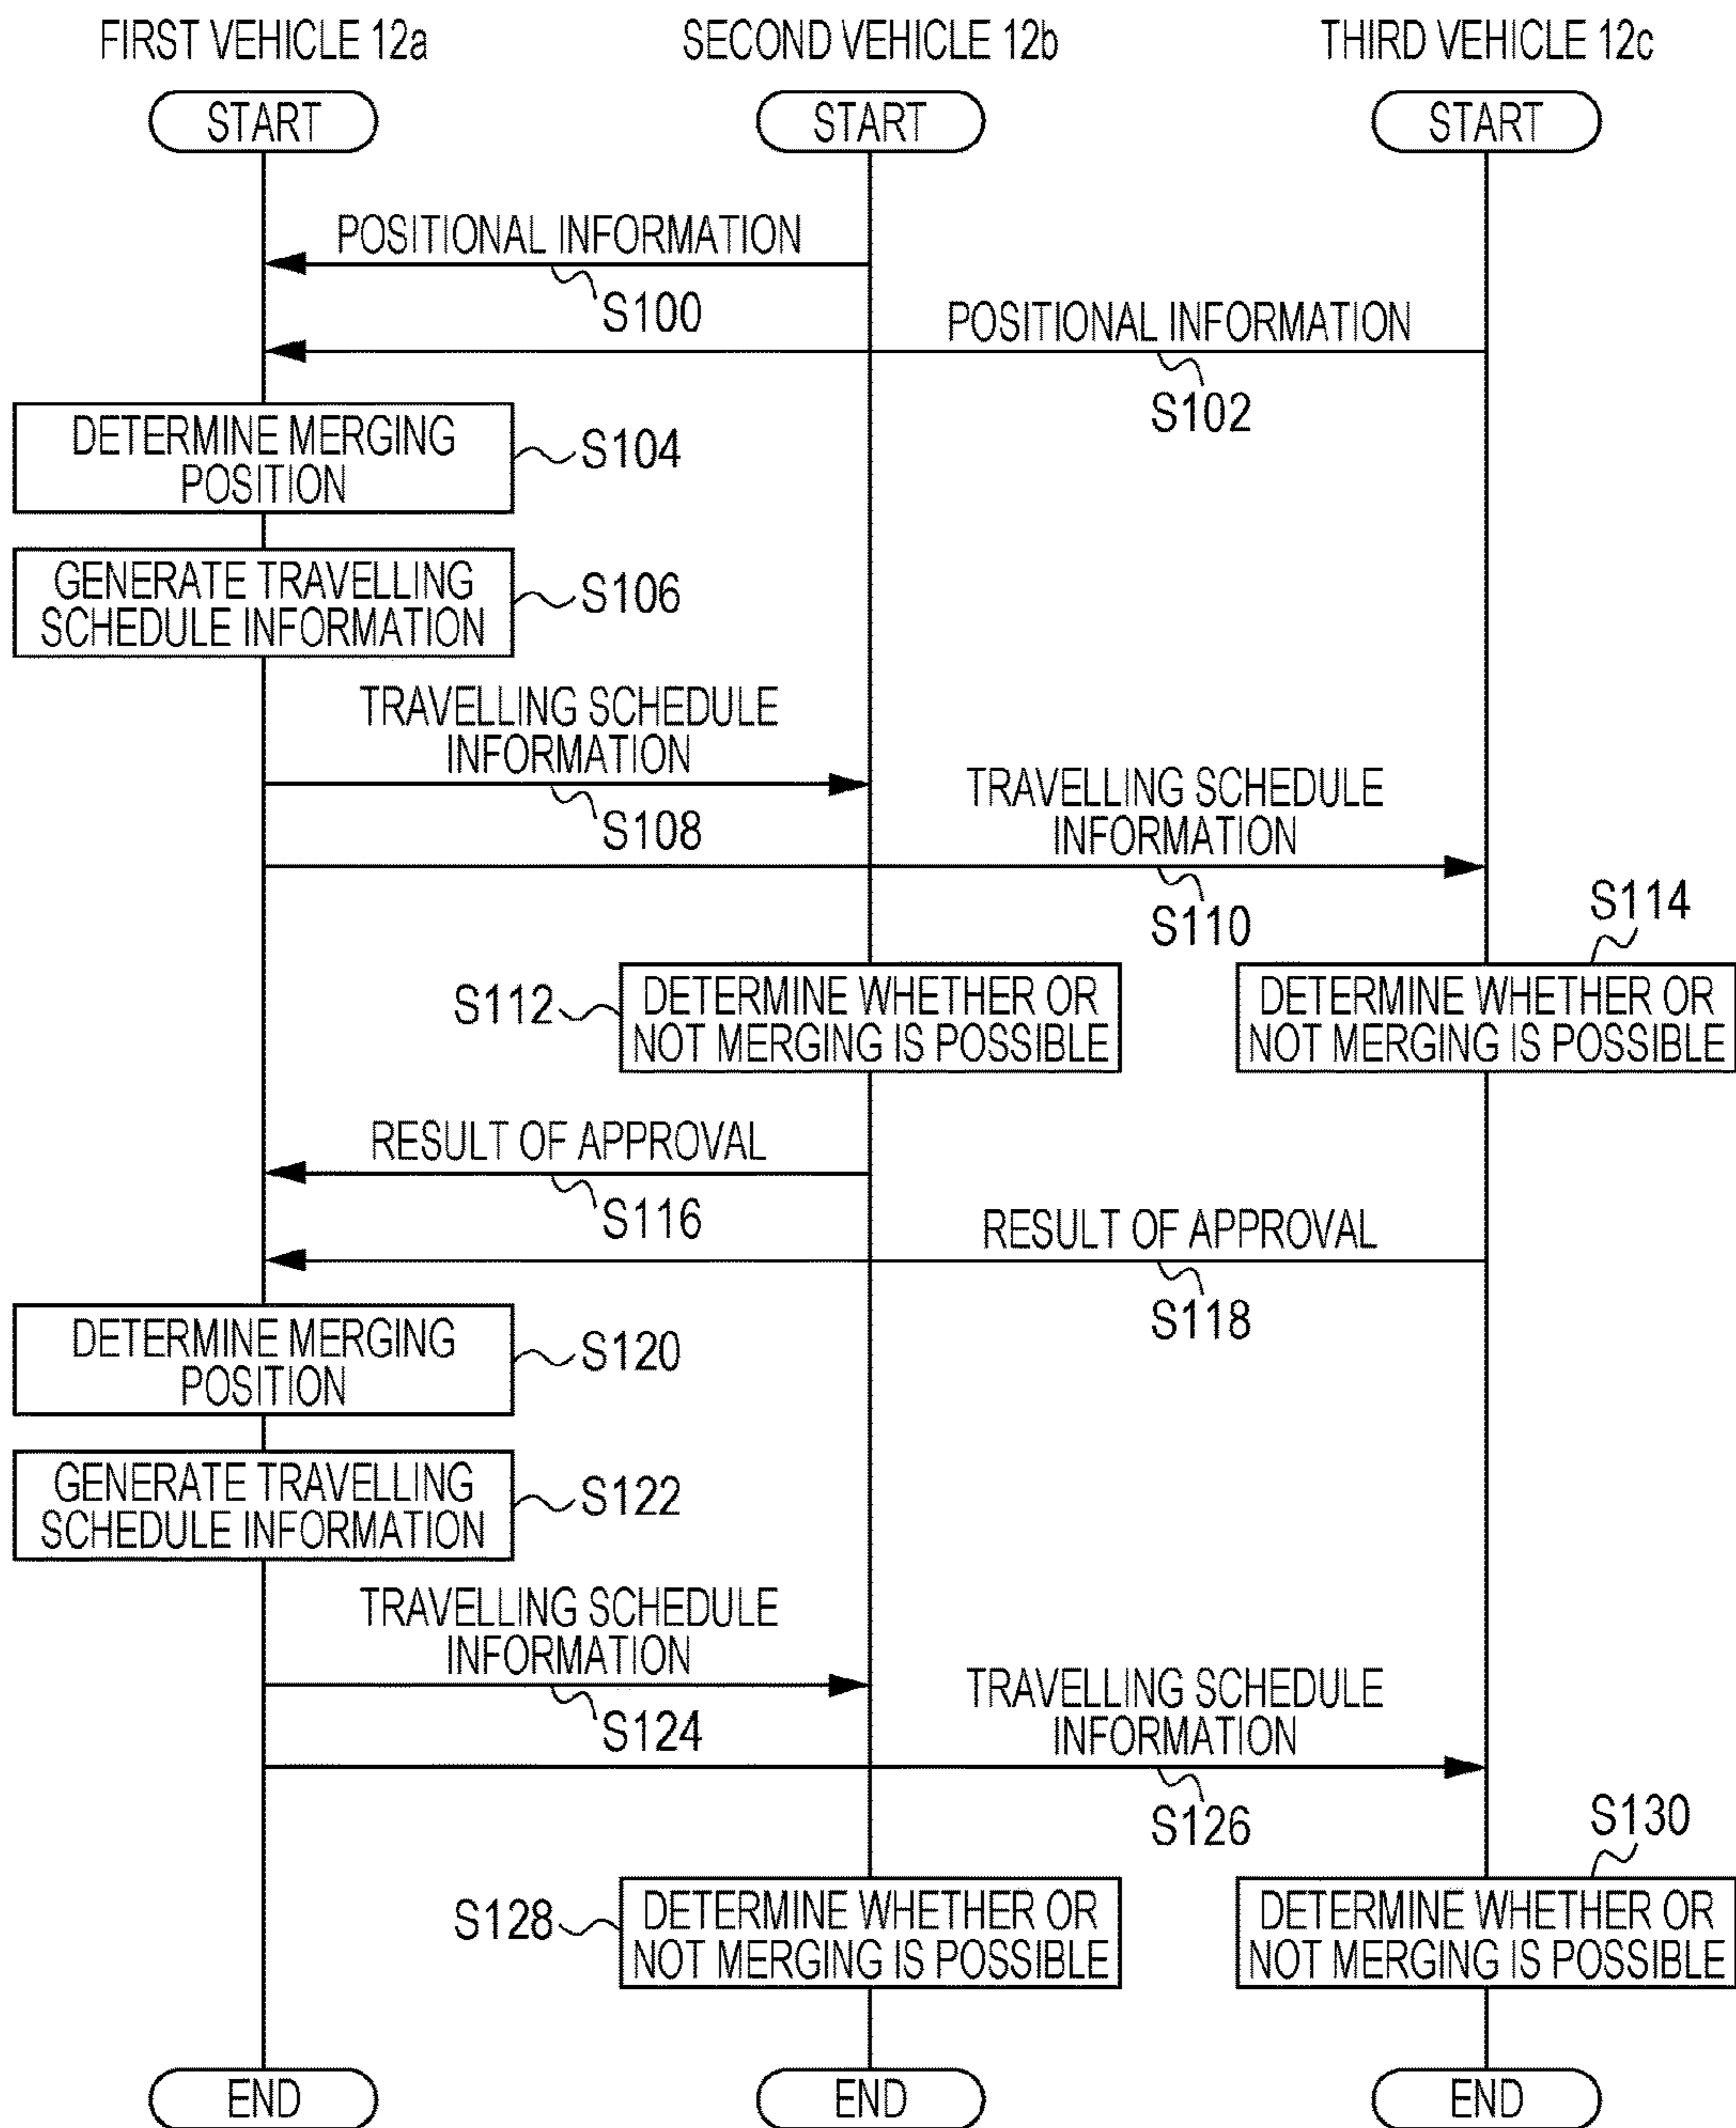 FIRST VEHICLE 12a
SECOND VEHICLE 12b
THIRD VEHICLE 12c
START
START
START
POSITIONAL INFORMATION
S100
POSITIONAL INFORMATION
S102
DETERMINE MERGING
POSITION
S104
GENERATE TRAVELLING
SCHEDULE INFORMATION
S106
TRAVELLING SCHEDULE
INFORMATION
S108
TRAVELLING SCHEDULE
INFORMATION
S110
S112
DETERMINE WHETHER OR
NOT MERGING IS POSSIBLE
S114
DETERMINE WHETHER OR
NOT MERGING IS POSSIBLE
RESULT OF APPROVAL
S116
RESULT OF APPROVAL
S118
DETERMINE MERGING
POSITION
S120
GENERATE TRAVELLING
SCHEDULE INFORMATION
S122
TRAVELLING SCHEDULE
INFORMATION
S124
TRAVELLING SCHEDULE
INFORMATION
S126
S128
DETERMINE WHETHER OR
NOT MERGING IS POSSIBLE
S130
DETERMINE WHETHER OR
NOT MERGING IS POSSIBLE
END
END
END